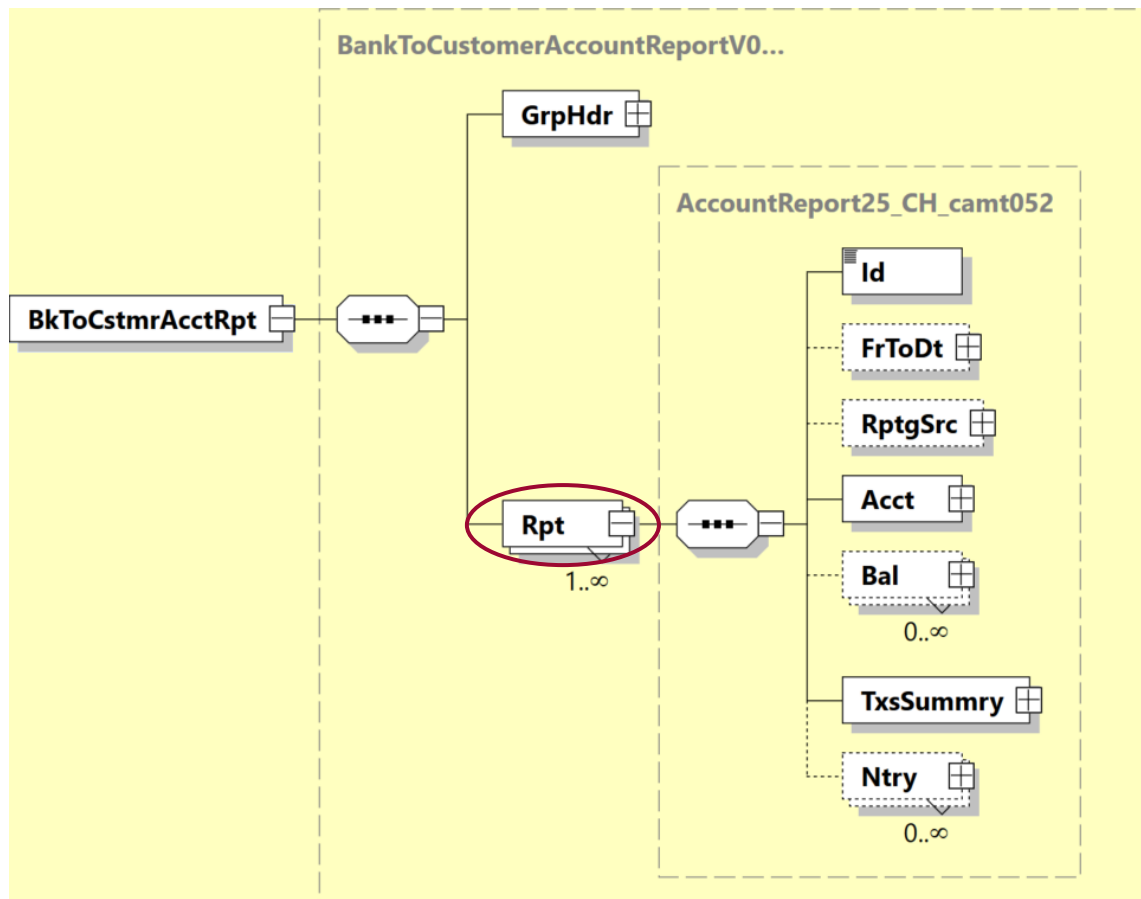 BankToCustomerAccountReportV0...
GrpHdr
AccountReport25_CH_camt052
Id
BkToCstmrAcctRpt
FrToDt
RptgSrc
Acct
Rpt
1..∞
Bal
0..∞
TxsSummry
Ntry
0..∞